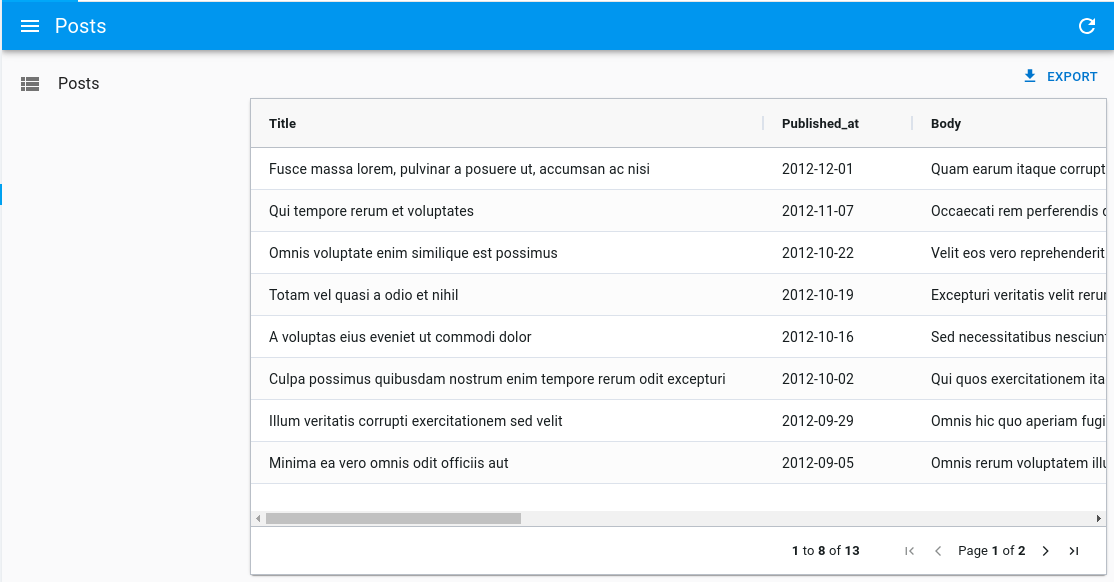 Posts
Posts
EXPORT
Title Published_at Body
Fusce massa lorem, pulvinar a posuere ut, accumsan ac nisi 2012-12-01 Quam earum itaque corrupt
Qui tempore rerum et voluptates 2012-11-07 Occaecati rem perferendis
Omnis voluptate enim similique est possimus 2012-10-22 Velit eos vero reprehenderit
Totam vel quasi a odio et nihil 2012-10-19 Excepturi veritatis velit reru
A voluptas eius eveniet ut commodi dolor 2012-10-16 Sed necessitatibus nesciunt
Culpa possimus quibusdam nostrum enim tempore rerum odit excepturi 2012-10-02 Qui quos exercitationem ita
Illum veritatis corrupti exercitationem sed velit 2012-09-29 Omnis hic quo aperiam fugi
Minima ea vero omnis odit officiis aut 2012-09-05 Omnis rerum voluptatem illu
1 to 8 of 13 Page 1 of 2